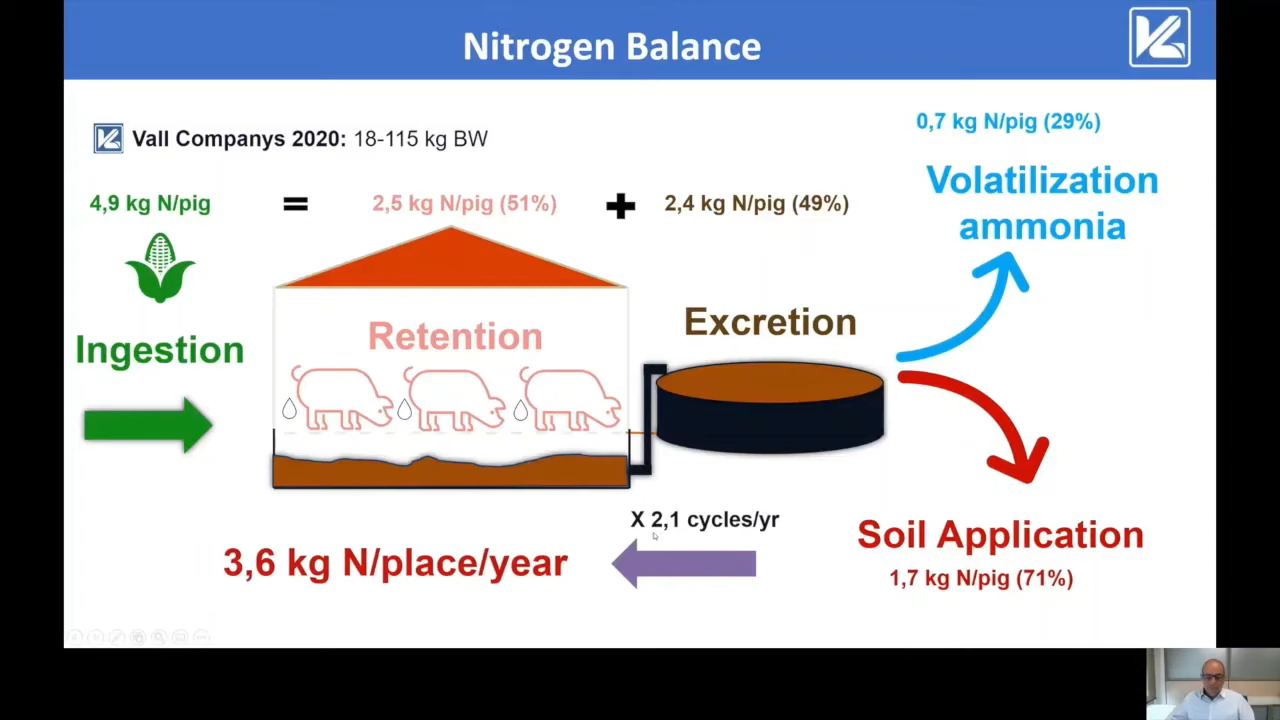 Nitrogen Balance
Vall Companys 2020: 18-115 kg BW
0,7 kg N/pig (29%)
Volatilization
ammonia
4,9 kg N/pig = 2,5 kg N/pig (51%) + 2,4 kg N/pig (49%)
Ingestion
Retention
Excretion
X 2,1 cycles/yr
3,6 kg N/place/year
Soil Application
1,7 kg N/pig (71%)